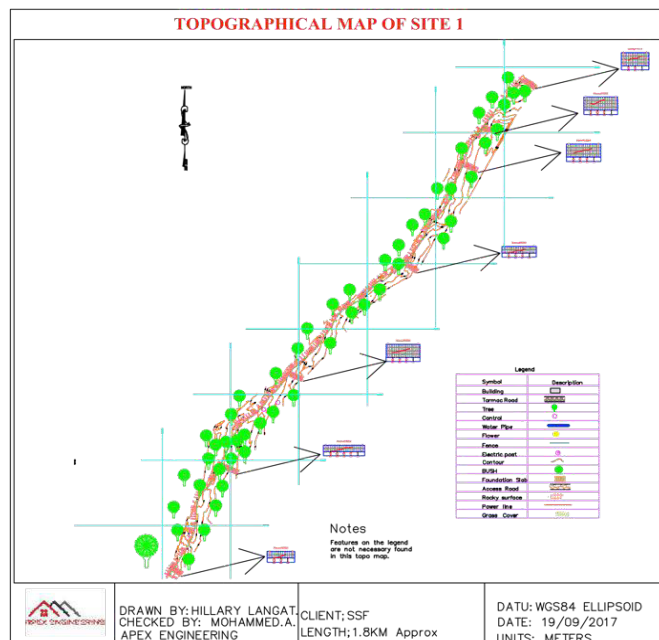 TOPOGRAPHICAL MAP OF SITE 1
Legend
Symbol Description
Building
Tarmac Road
Tree
Control
Water Pipe
Flower
Fence
Electric post
Contour
BUSH
Foundation Slab
Access Road
Rocky surface
Power line
Grass Cover
Notes
Features on the legend
are not necessary found
in this topo map.
APEX ENGINEERING
DRAWN BY: HILLARY LANGAT.
CHECKED BY: MOHAMMED.A.
APEX ENGINEERING
CLIENT; SSF
LENGTH; 1.8KM Approx
DATU: WGS84 ELLIPSOID
DATE: 19/09/2017
UNITS: METERS